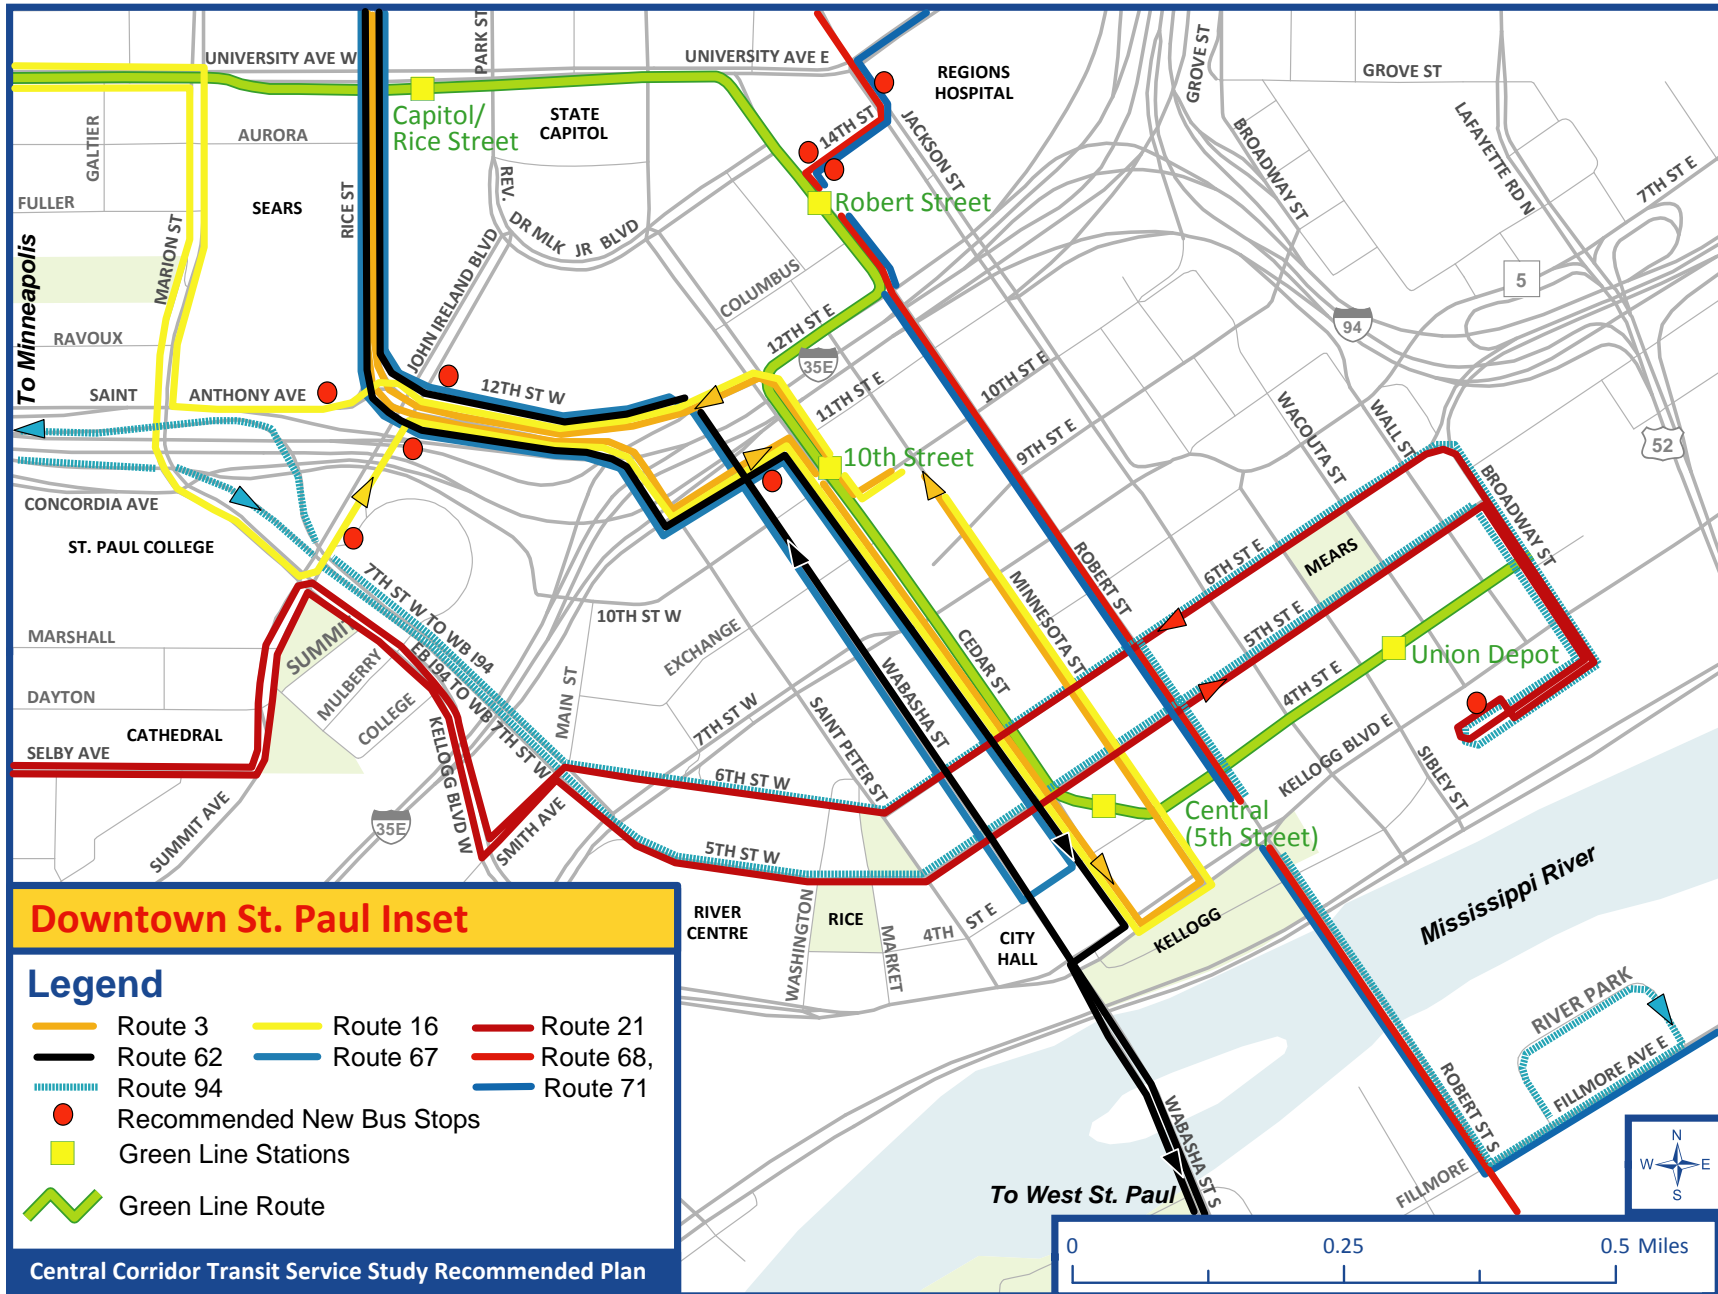 UNIVERSITY AVE W
PARK ST
UNIVERSITY AVE E
REGIONS
HOSPITAL
GROVE ST
GROVE ST
Capitol/
Rice Street
STATE
CAPITOL
14TH ST
JACKSON ST
BROADWAY ST
LAFAYETTE RD N
7TH ST E
GALTIER
AURORA
FULLER
SEARS
RICE ST
MARION ST
REV.
DR MLK
JR
BLVD
Robert Street
To Minneapolis
RAVOUX
JOHN IRELAND BLVD
COLUMBUS
12TH ST E
35E
94
5
SAINT
ANTHONY AVE
12TH ST W
11TH ST E
10TH ST E
9TH ST E
WACOUTA ST
WALL ST
52
CONCORDIA AVE
10th Street
BROADWAY ST
ST. PAUL COLLEGE
7TH ST W TO WB I94
EB I94 TO WB 7TH ST W
10TH ST W
EXCHANGE
MINNESOTA ST
ROBERT ST
6TH ST E
MEARS
5TH ST E
MARSHALL
SUMMIT
MULBERRY
COLLEGE
DAYTON
CATHEDRAL
SELBY AVE
KELLOGG BLVD W
MAIN ST
7TH ST W
SAINT PETER ST
WABASHA ST
CEDAR ST
4TH ST E
Union Depot
KELLOGG BLVD E
SIBLEY ST
6TH ST W
SUMMIT AVE
35E
SMITH AVE
5TH ST W
Central
(5th Street)
Mississippi River
RIVER
CENTRE
WASHINGTON
RICE
MARKET
4TH
ST E
CITY
HALL
KELLOGG
RIVER PARK
FILLMORE AVE E
ROBERT ST S
FILLMORE
WABASHA ST S
To West St. Paul
Downtown St. Paul Inset
Legend
Route 3
Route 16
Route 21
Route 62
Route 67
Route 68,
Route 94
Route 71
Recommended New Bus Stops
Green Line Stations
Green Line Route
Central Corridor Transit Service Study Recommended Plan
N
W
E
S
0
0.25
0.5 Miles